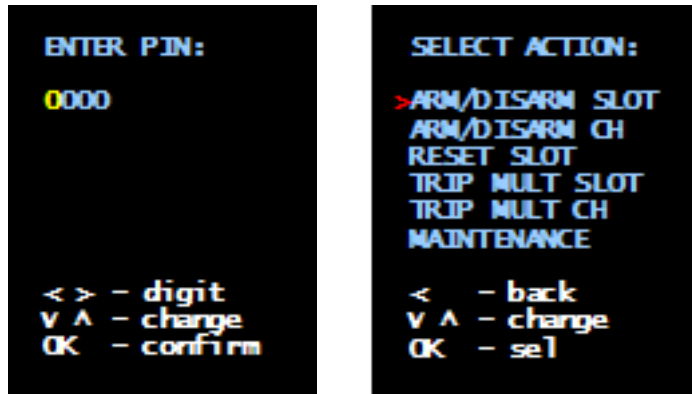 ENTER PIN:
0000
< > - digit
v ^ - change
OK - confirm
SELECT ACTION:
>ARM/DISARM SLOT
ARM/DISARM CH
RESET SLOT
TRIP MULT SLOT
TRIP MULT CH
MAINTENANCE
< - back
v ^ - change
OK - sel